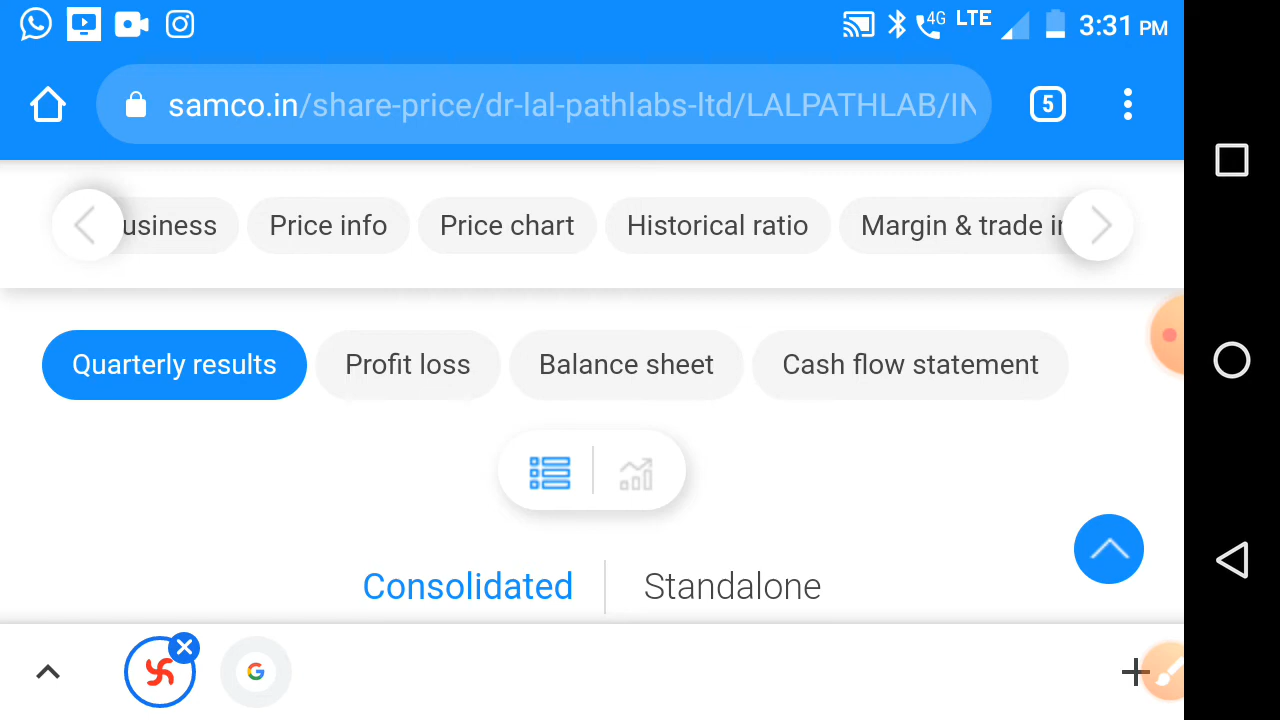 4G LTE 3:31 PM
samco.in/share-price/dr-lal-pathlabs-ltd/LALPATHLAB/IN
5
usiness Price info Price chart Historical ratio Margin & trade in
Quarterly results Profit loss Balance sheet Cash flow statement
Consolidated Standalone